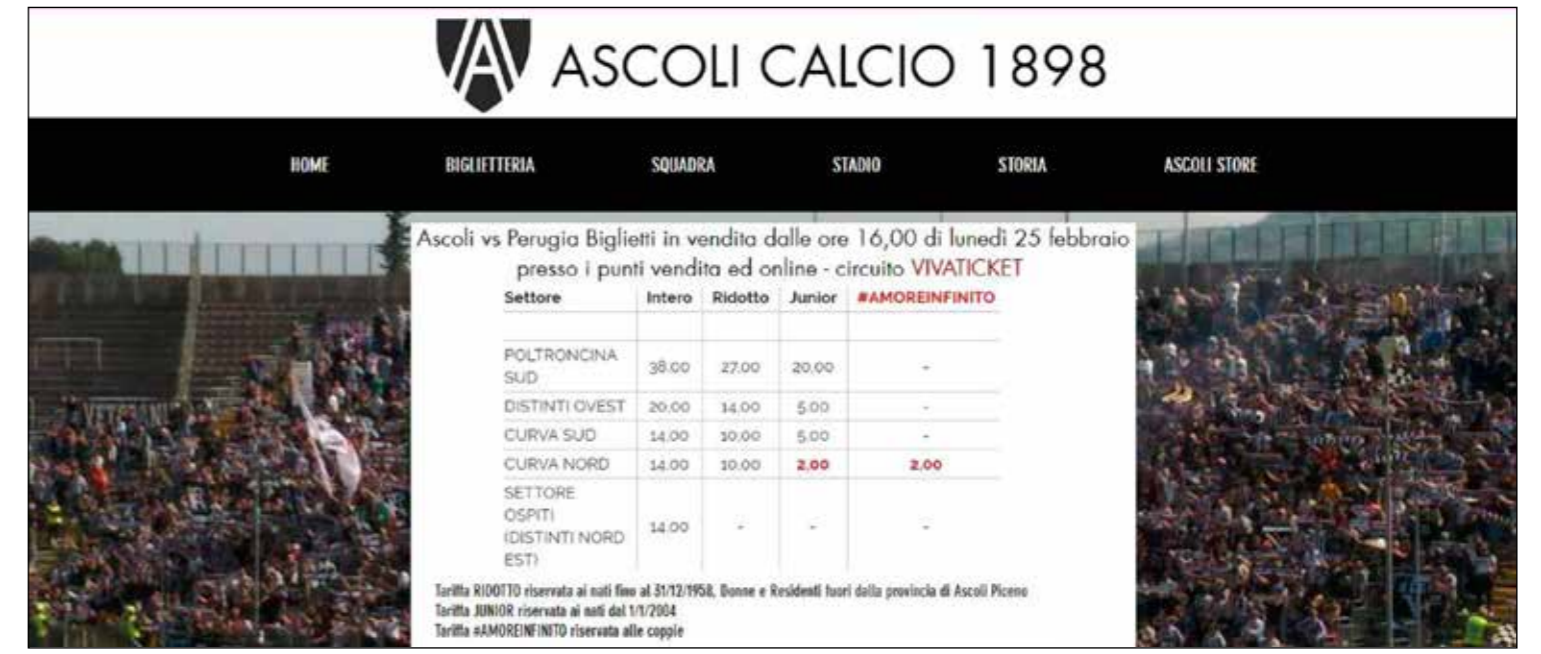 ASCOLI CALCIO 1898
HOME BIGLIETTERIA SQUADRA STADIO STORIA ASCOLI STORE
Ascoli vs Perugia Biglietti in vendita dalle ore 16,00 di lunedì 25 febbraio
presso i punti vendita ed online - circuito VIVATICKET
Settore Intero Ridotto Junior #AMOREINFINITO
POLTRONCINA
SUD 38.00 27.00 20.00 -
DISTINTI OVEST 20.00 14.00 5.00 -
CURVA SUD 14.00 10.00 5.00 -
CURVA NORD 14.00 10.00 2.00 2.00
SETTORE
OSPITI
(DISTINTI NORD
EST) 14.00 - - -
Tariffa RIDOTTO riservata ai nati fino al 31/12/1958, Donne e Residenti fuori dalla provincia di Ascoli Piceno
Tariffa JUNIOR riservata ai nati dal 1/1/2004
Tariffa #AMOREINFINITO riservata alle coppie